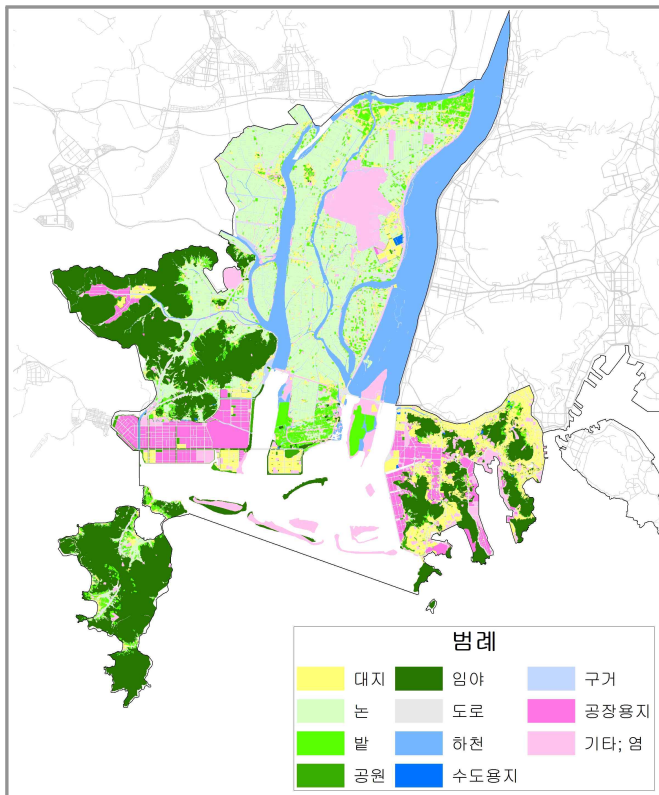 범례
대지 임야 구거
논 도로 공장용지
밭 하천 기타; 염
공원 수도용지